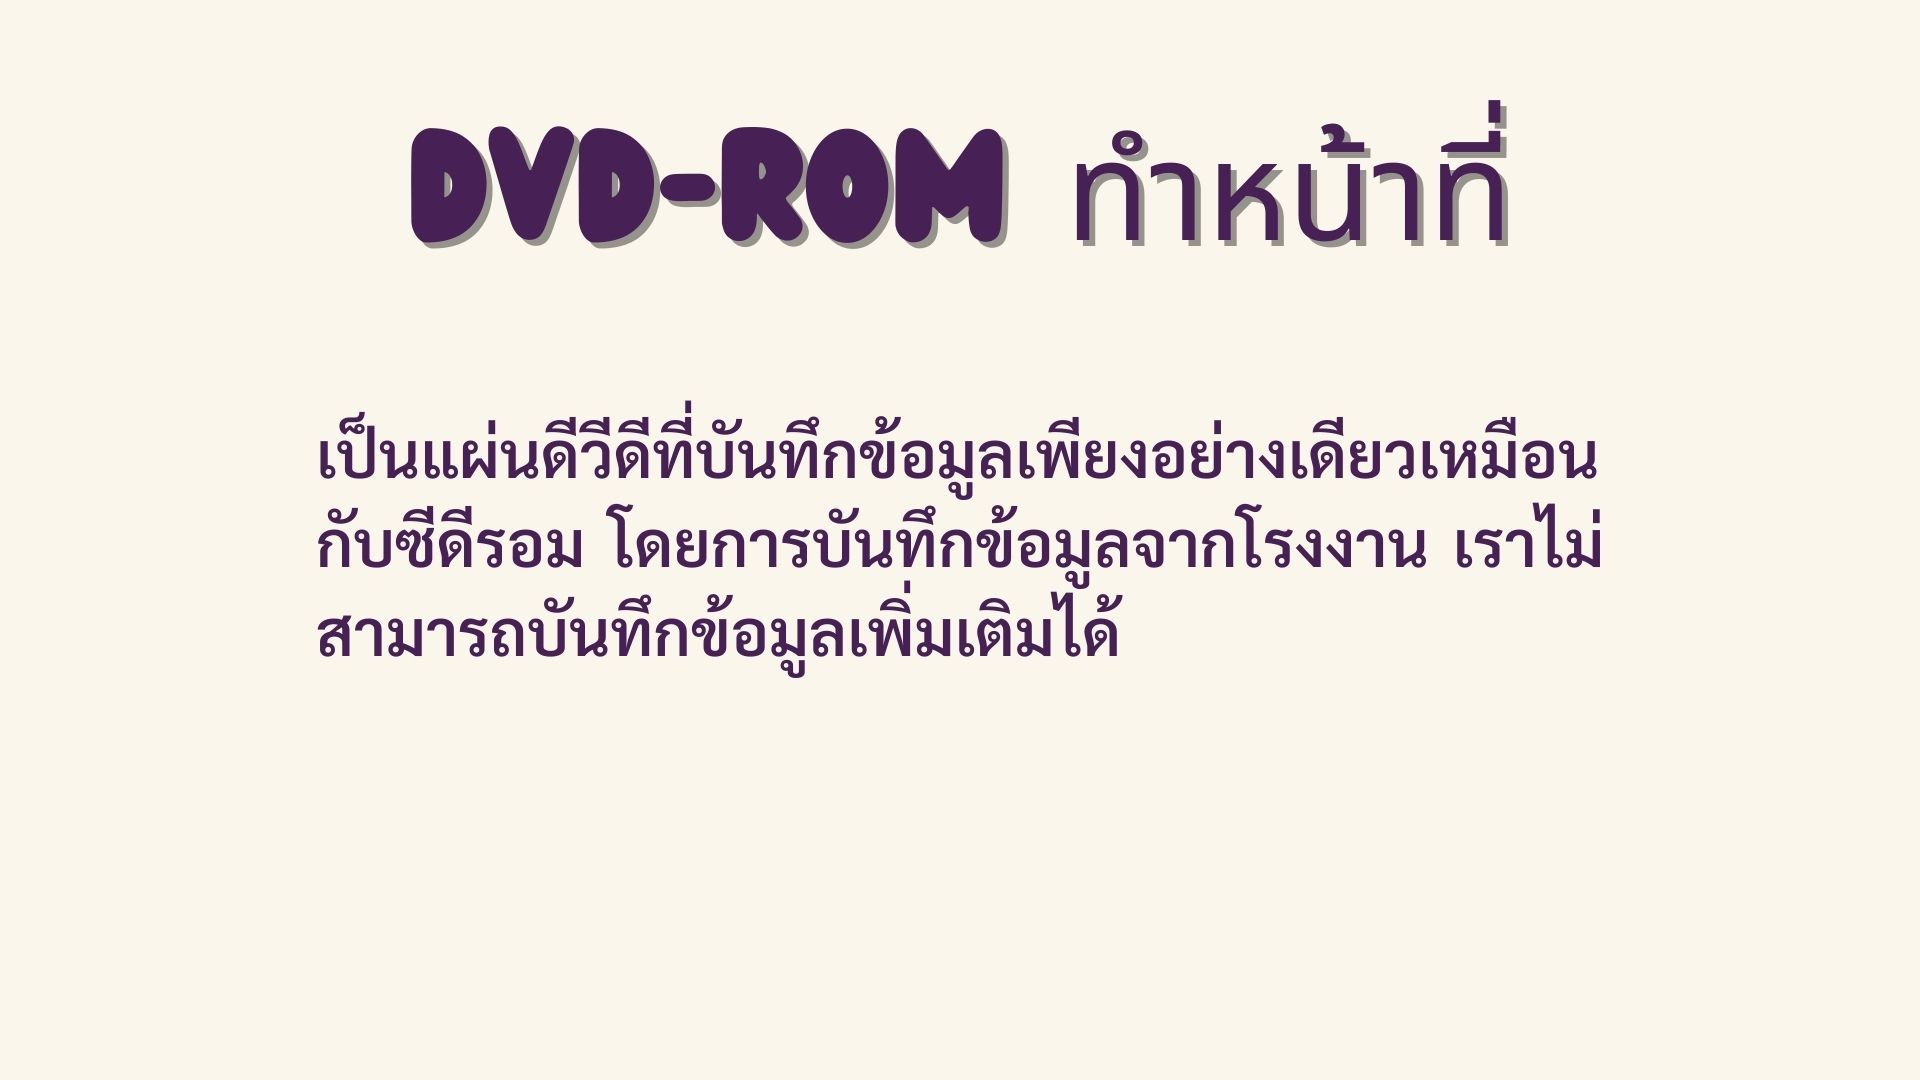 DVD-ROM ทำหน้าที่
เป็นแผ่นดีวีดีที่บันทึกข้อมูลเพียงอย่างเดียวเหมือน
กับซีดีรอม โดยการบันทึกข้อมูลจากโรงงาน เราไม่
สามารถบันทึกข้อมูลเพิ่มเติมได้